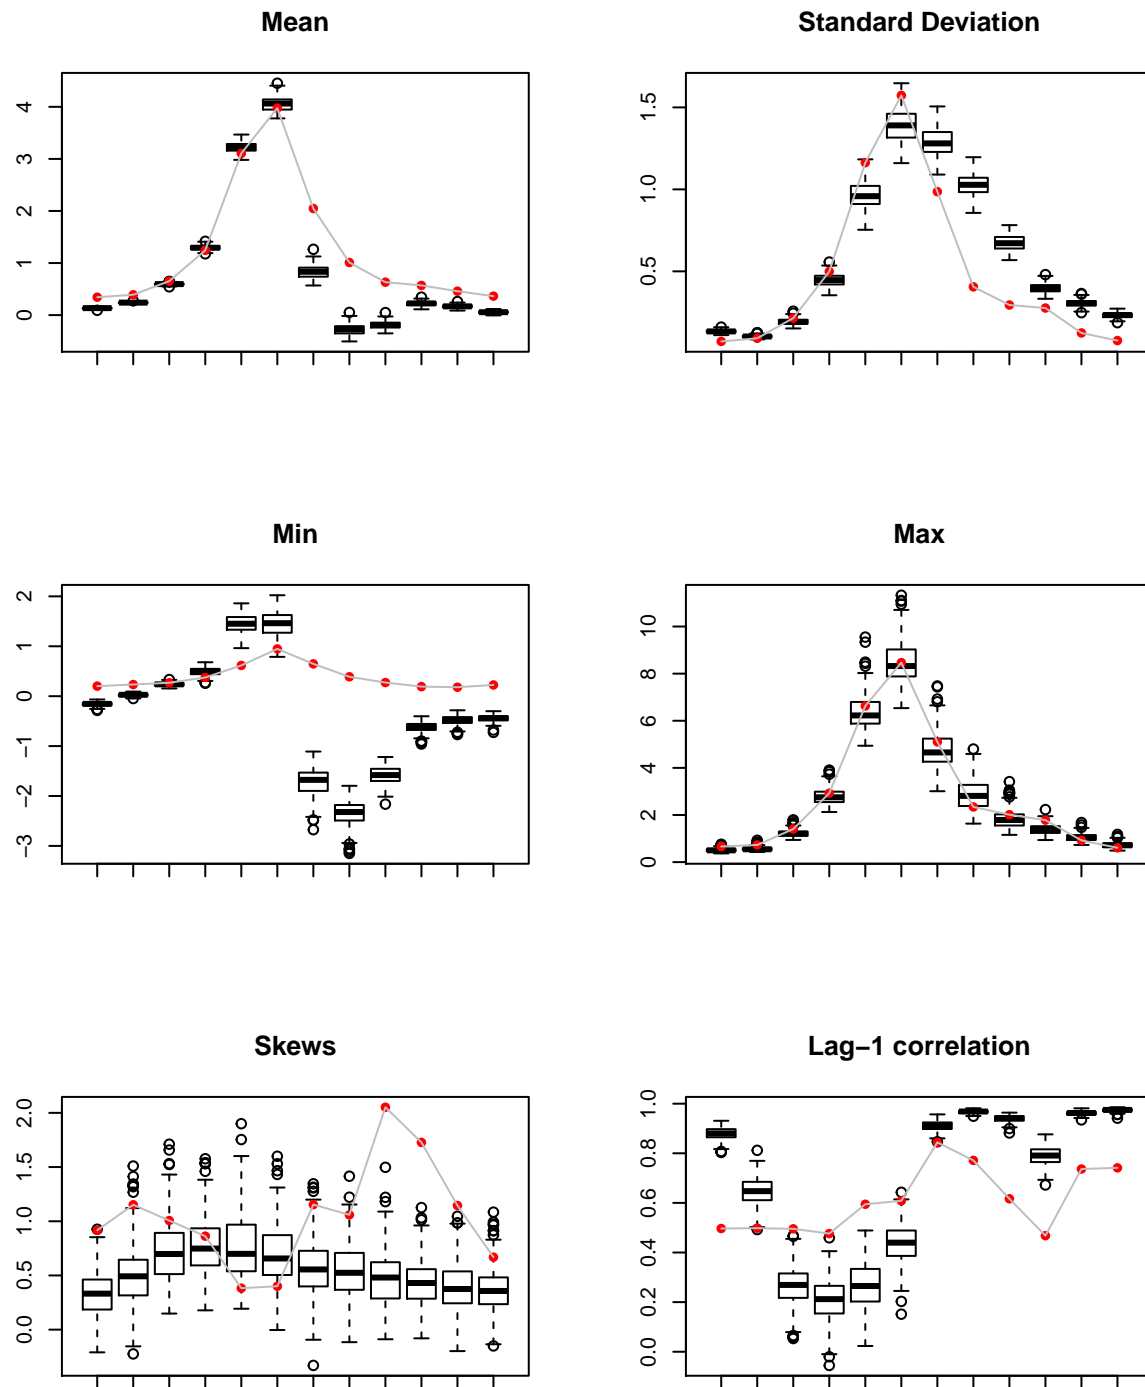 Mean
Standard Deviation
0 1 2 3 4
0.5 1.0 1.5
Min
Max
−3 −2 −1 0 1 2
0 2 4 6 8 10
Skews
Lag−1 correlation
0.0 0.5 1.0 1.5 2.0
0.0 0.2 0.4 0.6 0.8 1.0